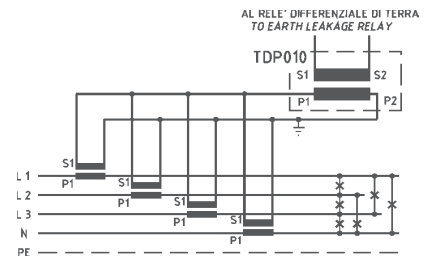 AL RELE' DIFFERENZIALE DI TERRA
TO EARTH LEAKAGE RELAY
TDP010
S1 S2
P1 P2
S1
L 1
P1 S1
L 2
P1 S1
L 3
P1 S1
N
P1
PE